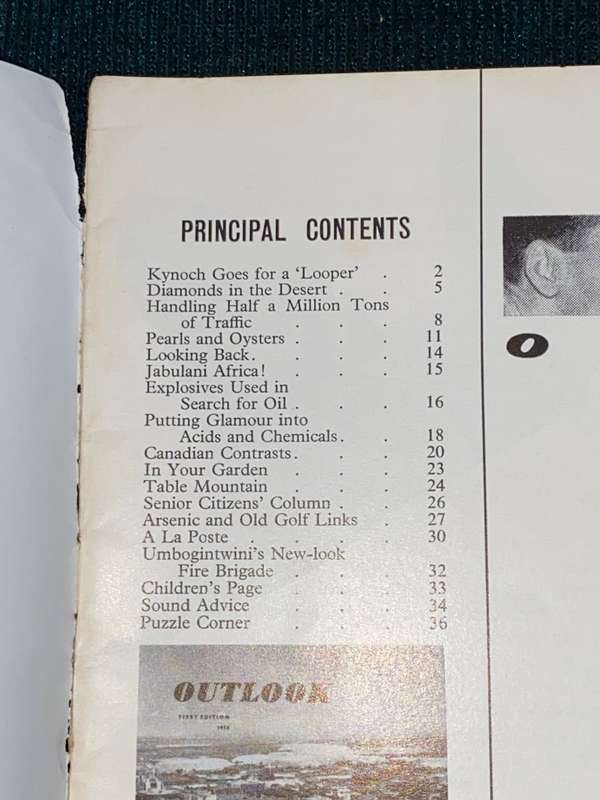 PRINCIPAL CONTENTS
Kynoch Goes for a ‘Looper’ . 2
Diamonds in the Desert . . 5
Handling Half a Million Tons
of Traffic . . . 8
Pearls and Oysters . . . 11
Looking Back. . . . 14
Jabulani Africa! . . . 15
Explosives Used in
Search for Oil . . . 16
Putting Glamour into
Acids and Chemicals. . 18
Canadian Contrasts. . . 20
In Your Garden . . . 23
Table Mountain . . . 24
Senior Citizens’ Column . . 26
Arsenic and Old Golf Links . 27
A La Poste . . . . 30
Umbogintwini’s New-look
Fire Brigade . . . 32
Children’s Page . . . 33
Sound Advice . . . 34
Puzzle Corner . . . 36
O
OUTLOOK
FIRST EDITION